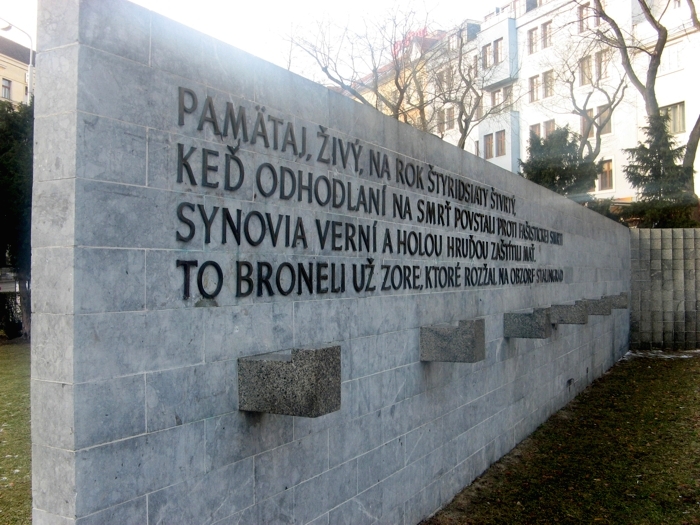 PAMÄTAJ, ŽIVÝ, NA ROK ŠTYRIDSIATY ŠTVRTÝ,
KEĎ ODHODLANÍ NA SMRŤ POVSTALI PROTI FAŠISTICKEJ SMRTI
SYNOVIA VERNÍ A HOLOU HRUĎOU ZAŠTÍTILI MAŤ.
TO BRONELI UŽ ZORE, KTORÉ ROZŽAL NA OBZORE STALINGRAD